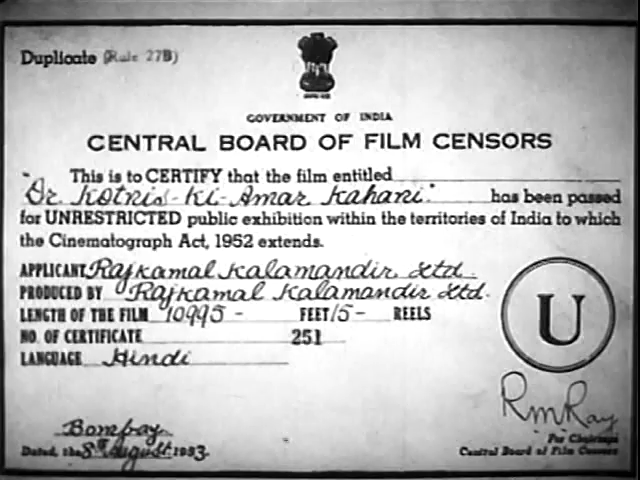 Duplicate (Rule 27B)
GOVERNMENT OF INDIA
CENTRAL BOARD OF FILM CENSORS
This is to CERTIFY that the film entitled
"Dr. Kotnis-Ki-Amar Kahani" has been passed
for UNRESTRICTED public exhibition within the territories of India to which
the Cinematograph Act, 1952 extends.
APPLICANT Rajkamal Kalamandir Ltd.
PRODUCED BY Rajkamal Kalamandir Ltd.
LENGTH OF THE FILM 10995 - FEET 15 - REELS
NO. OF CERTIFICATE 251
LANGUAGE Hindi
U
RMRay
Bombay
For Chairman
Dated, the 8th August 1953.
Central Board of Film Censors